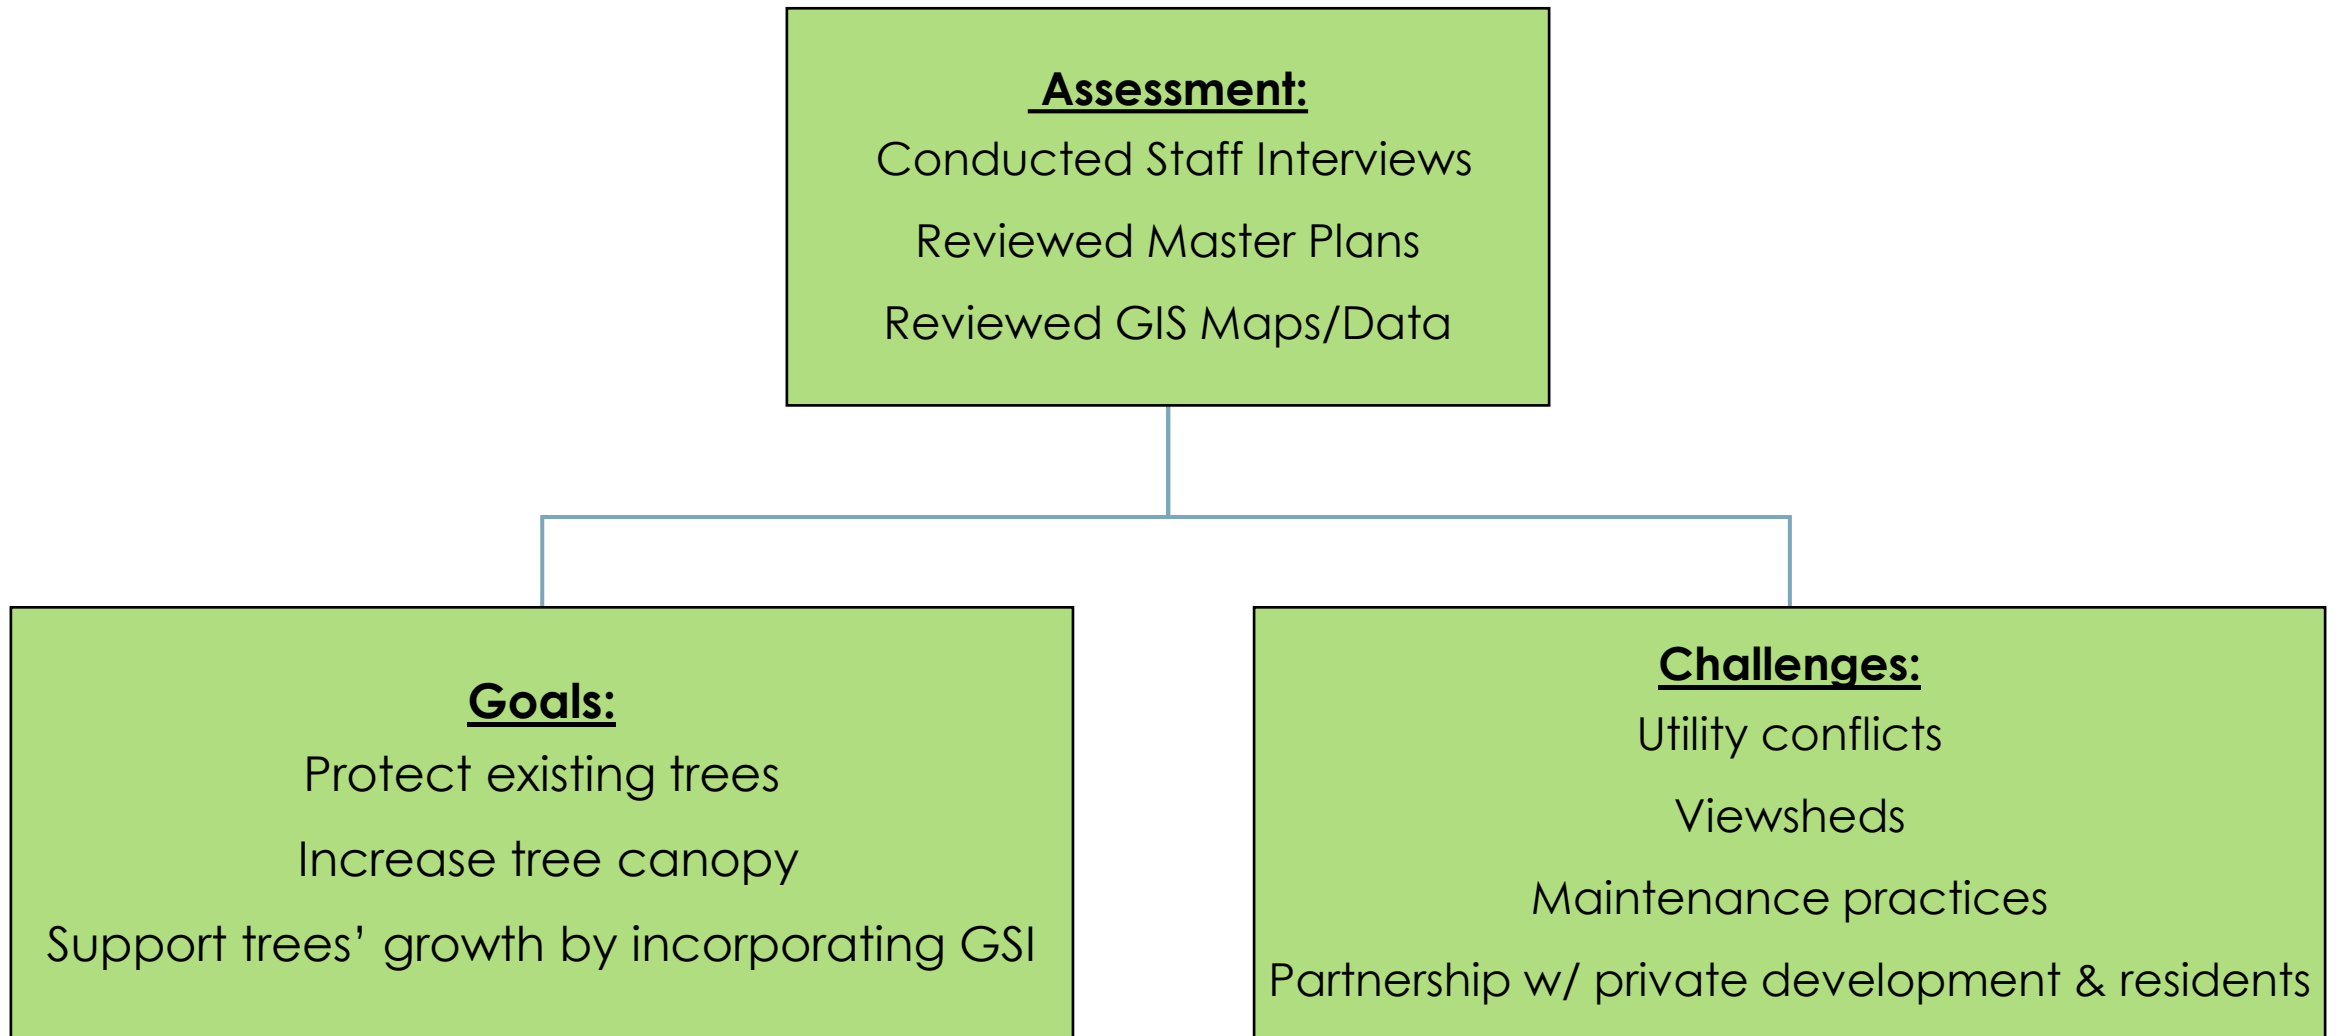 Assessment:
Conducted Staff Interviews
Reviewed Master Plans
Reviewed GIS Maps/Data
Goals:
Protect existing trees
Increase tree canopy
Support trees’ growth by incorporating GSI
Challenges:
Utility conflicts
Viewsheds
Maintenance practices
Partnership w/ private development & residents